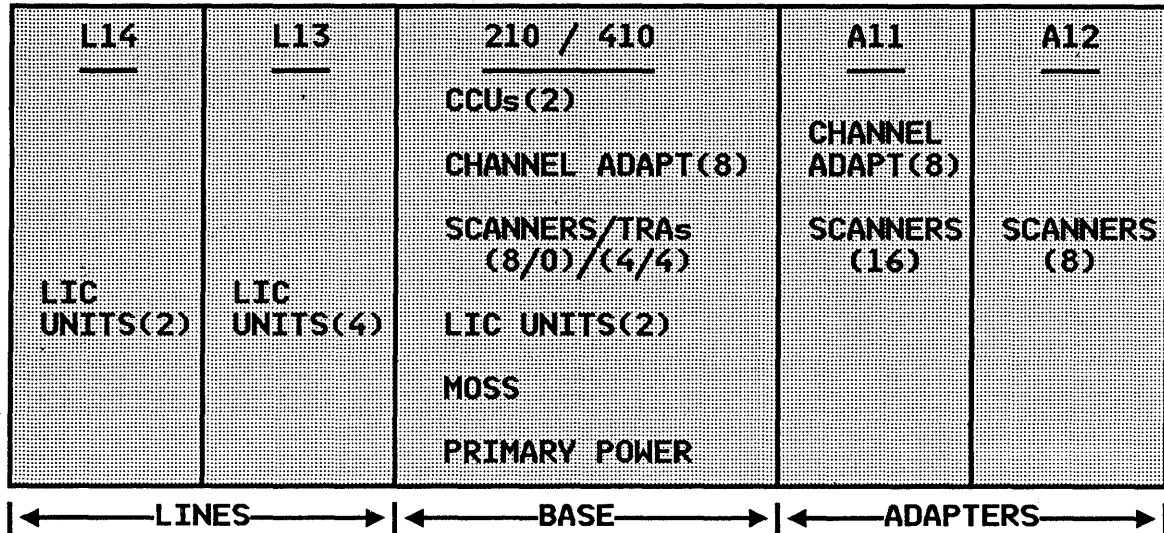 L14 L13 210 / 410 A11 A12
CCUs(2)
CHANNEL ADAPT(8)
CHANNEL
ADAPT(8)
SCANNERS/TRAs
(8/0)/(4/4)
SCANNERS
(16)
SCANNERS
(8)
LIC
UNITS(2)
LIC
UNITS(4)
LIC UNITS(2)
MOSS
PRIMARY POWER
LINES BASE ADAPTERS